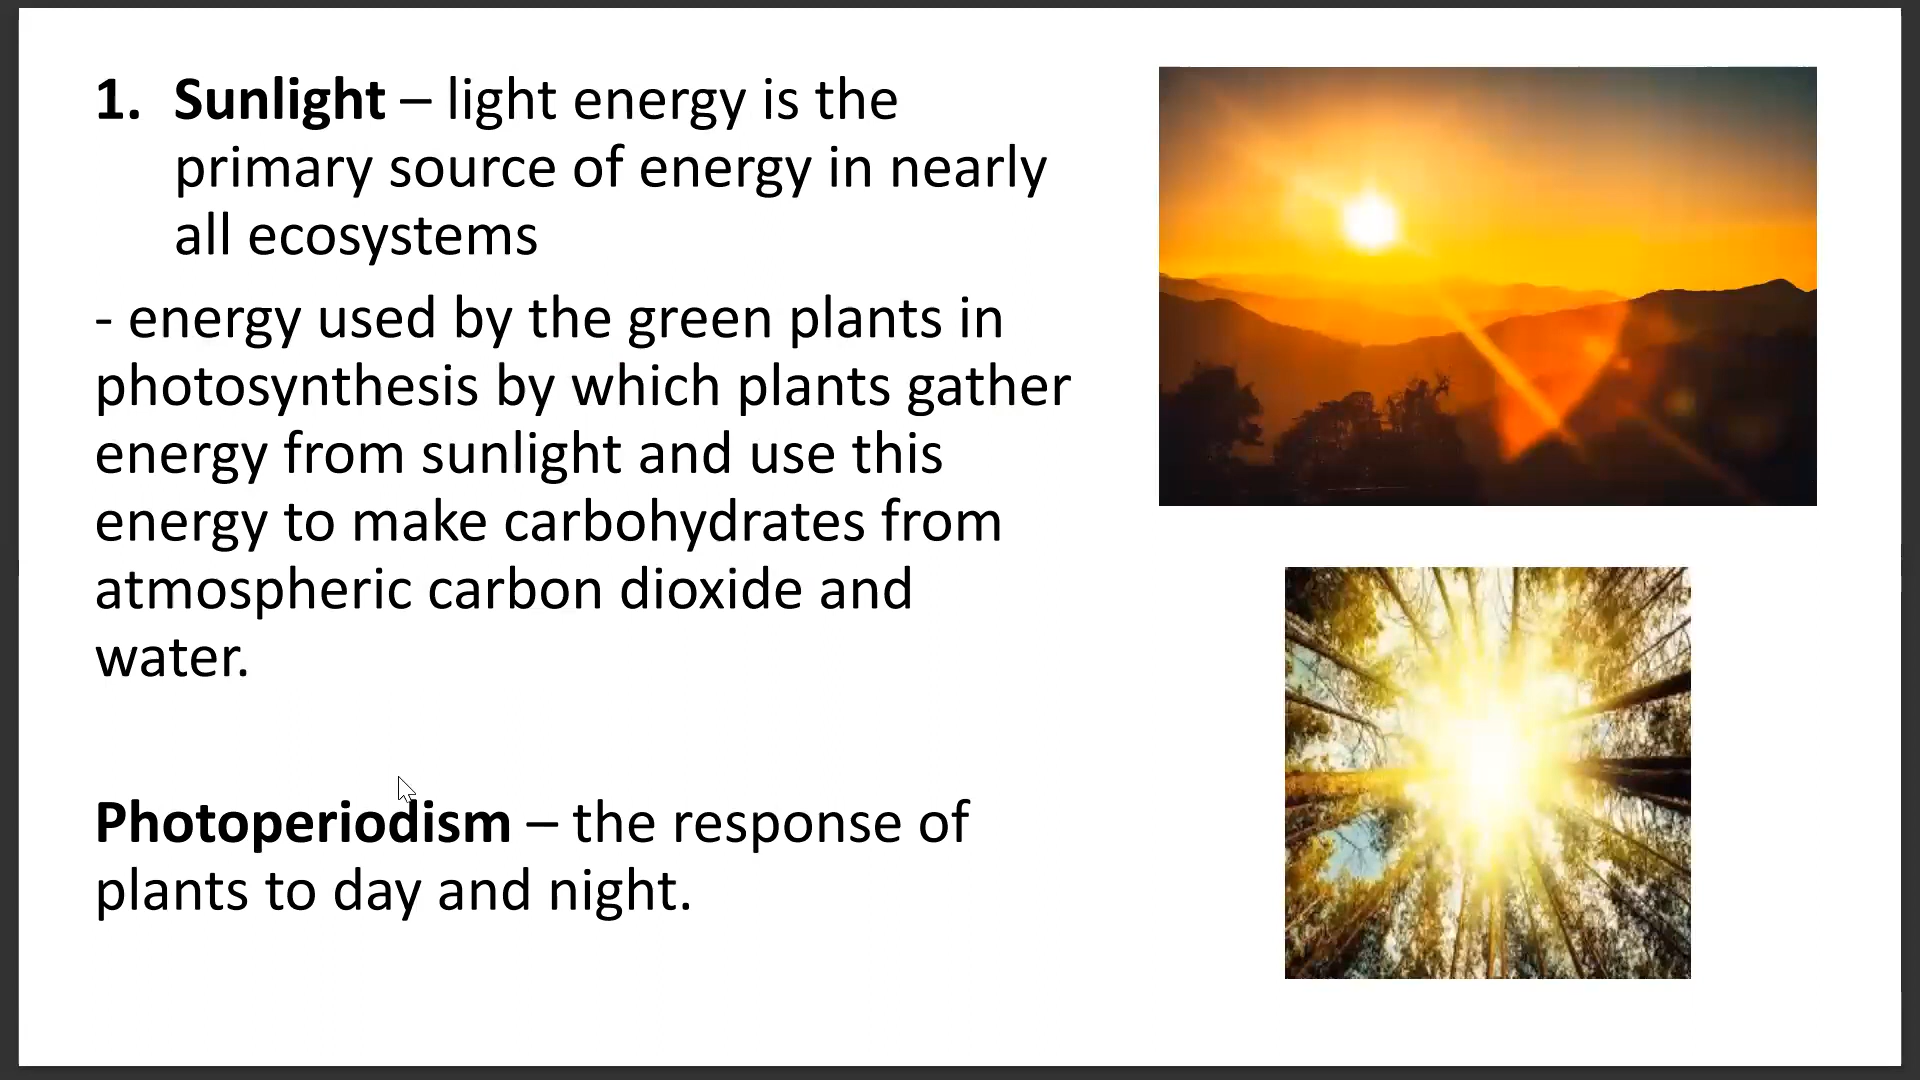 1. Sunlight – light energy is the
primary source of energy in nearly
all ecosystems
- energy used by the green plants in
photosynthesis by which plants gather
energy from sunlight and use this
energy to make carbohydrates from
atmospheric carbon dioxide and
water.
Photoperiodism – the response of
plants to day and night.